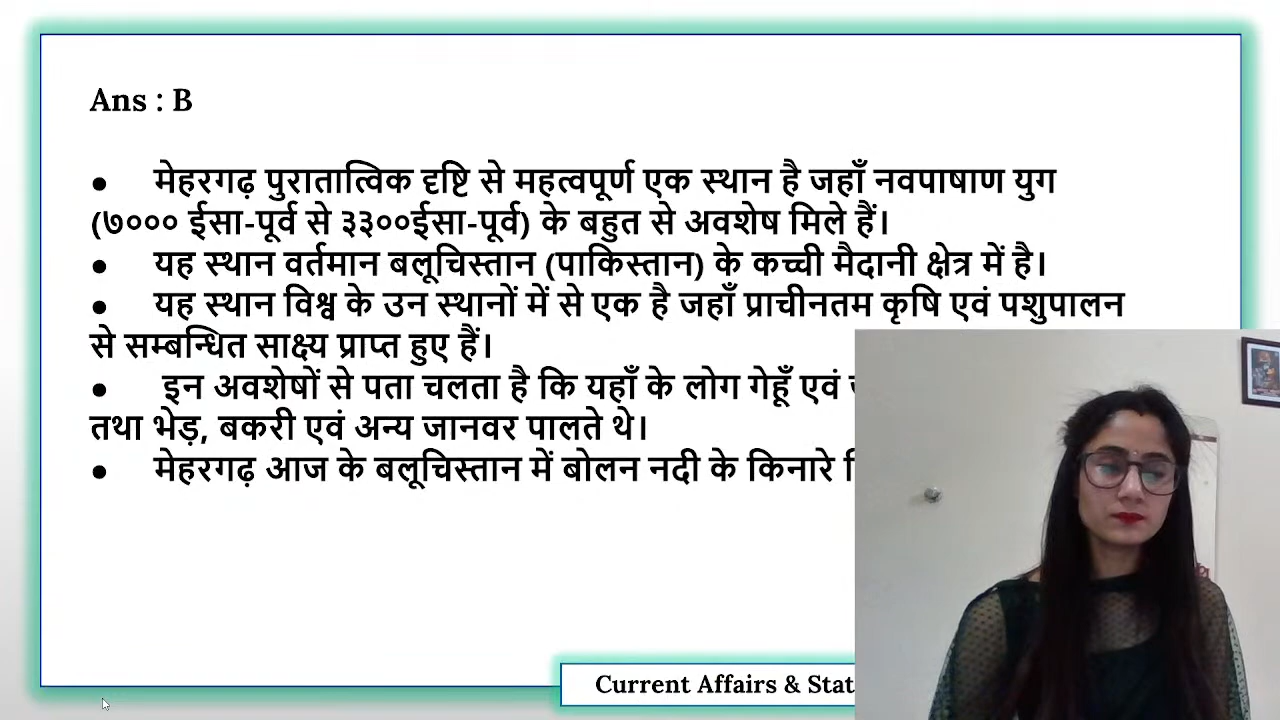 Ans : B
● मेहरगढ़ पुरातात्विक दृष्टि से महत्वपूर्ण एक स्थान है जहाँ नवपाषाण युग
(७००० ईसा-पूर्व से ३३००ईसा-पूर्व) के बहुत से अवशेष मिले हैं।
● यह स्थान वर्तमान बलूचिस्तान (पाकिस्तान) के कच्ची मैदानी क्षेत्र में है।
● यह स्थान विश्व के उन स्थानों में से एक है जहाँ प्राचीनतम कृषि एवं पशुपालन
से सम्बन्धित साक्ष्य प्राप्त हुए हैं।
● इन अवशेषों से पता चलता है कि यहाँ के लोग गेहूँ एवं
तथा भेड़, बकरी एवं अन्य जानवर पालते थे।
● मेहरगढ़ आज के बलूचिस्तान में बोलन नदी के किनारे
Current Affairs & Stat